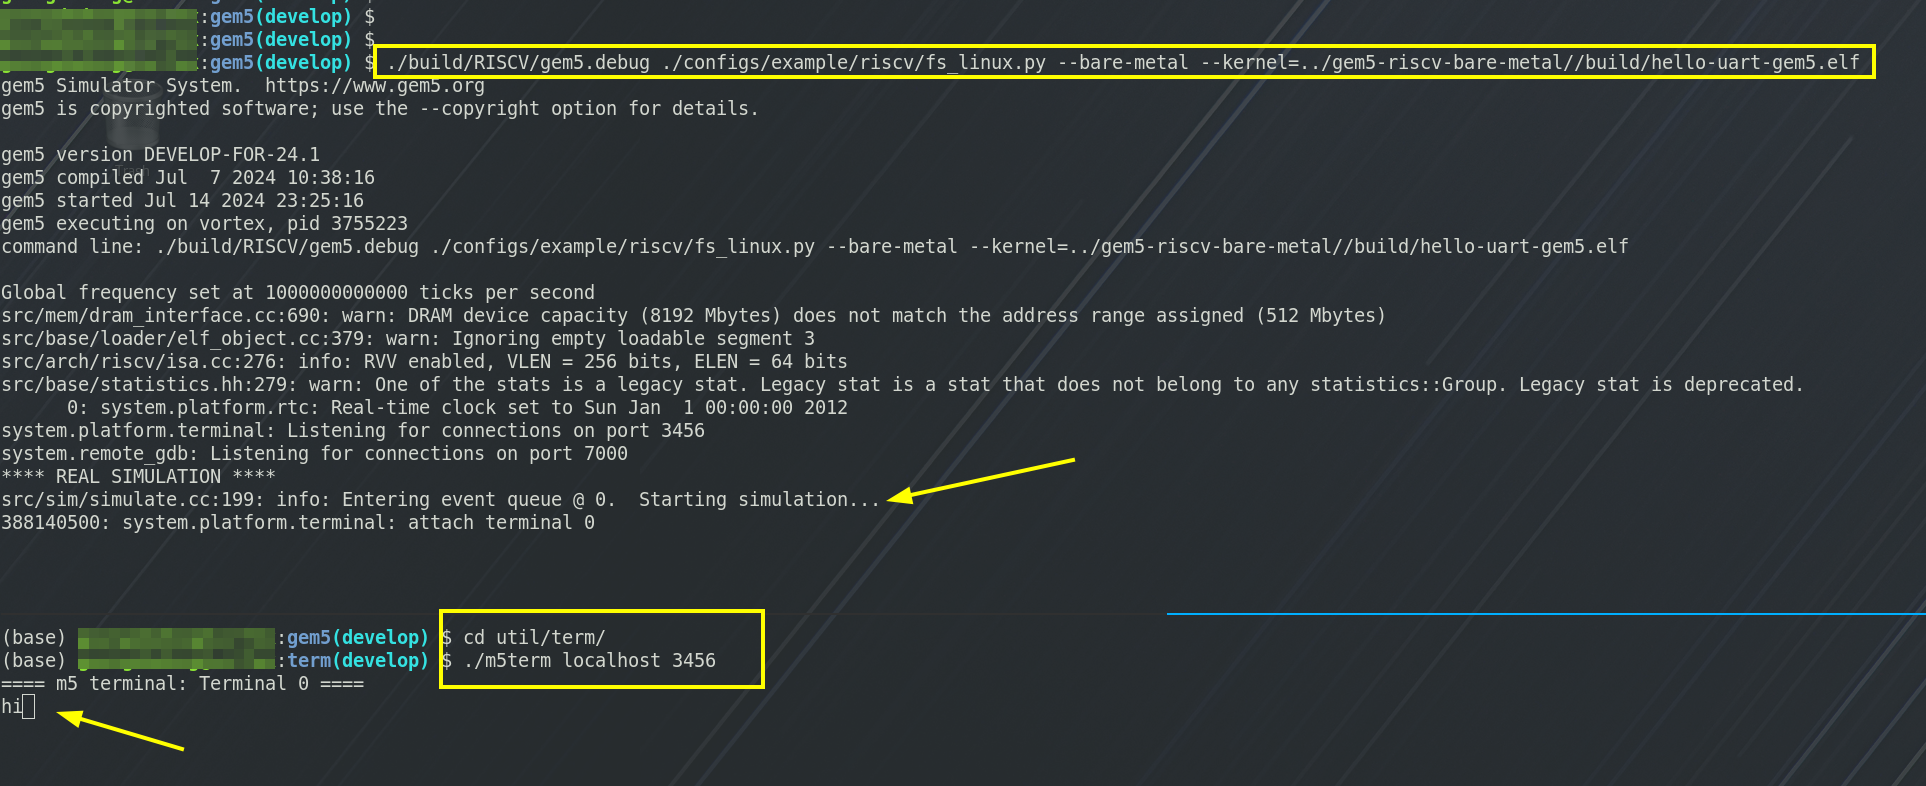 :gem5(develop) $
:gem5(develop) $
:gem5(develop) $ ./build/RISCV/gem5.debug ./configs/example/riscv/fs_linux.py --bare-metal --kernel=../gem5-riscv-bare-metal//build/hello-uart-gem5.elf
gem5 Simulator System.  https://www.gem5.org
gem5 is copyrighted software; use the --copyright option for details.
gem5 version DEVELOP-FOR-24.1
Trash
gem5 compiled Jul  7 2024 10:38:16
gem5 started Jul 14 2024 23:25:16
gem5 executing on vortex, pid 3755223
command line: ./build/RISCV/gem5.debug ./configs/example/riscv/fs_linux.py --bare-metal --kernel=../gem5-riscv-bare-metal//build/hello-uart-gem5.elf
Global frequency set at 1000000000000 ticks per second
src/mem/dram_interface.cc:690: warn: DRAM device capacity (8192 Mbytes) does not match the address range assigned (512 Mbytes)
src/base/loader/elf_object.cc:379: warn: Ignoring empty loadable segment 3
src/arch/riscv/isa.cc:276: info: RVV enabled, VLEN = 256 bits, ELEN = 64 bits
src/base/statistics.hh:279: warn: One of the stats is a legacy stat. Legacy stat is a stat that does not belong to any statistics::Group. Legacy stat is deprecated.
      0: system.platform.rtc: Real-time clock set to Sun Jan  1 00:00:00 2012
system.platform.terminal: Listening for connections on port 3456
system.remote_gdb: Listening for connections on port 7000
**** REAL SIMULATION ****
src/sim/simulate.cc:199: info: Entering event queue @ 0.  Starting simulation...
388140500: system.platform.terminal: attach terminal 0
(base) :gem5(develop) $ cd util/term/
(base) :term(develop) $ ./m5term localhost 3456
==== m5 terminal: Terminal 0 ====
hi